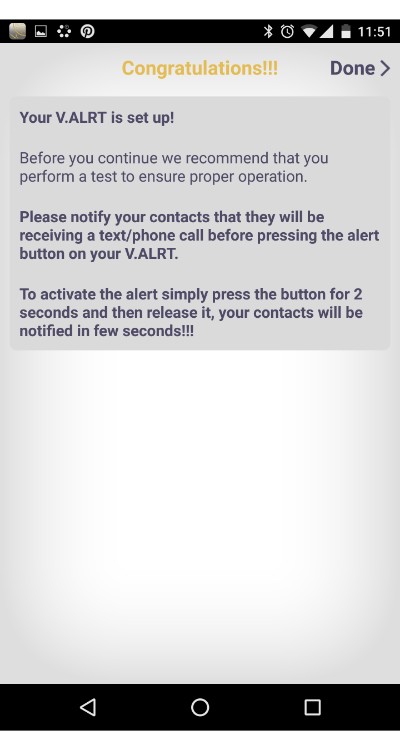 11:51
Congratulations!!!
Done
Your V.ALRT is set up!
Before you continue we recommend that you
perform a test to ensure proper operation.
Please notify your contacts that they will be
receiving a text/phone call before pressing the alert
button on your V.ALRT.
To activate the alert simply press the button for 2
seconds and then release it, your contacts will be
notified in few seconds!!!